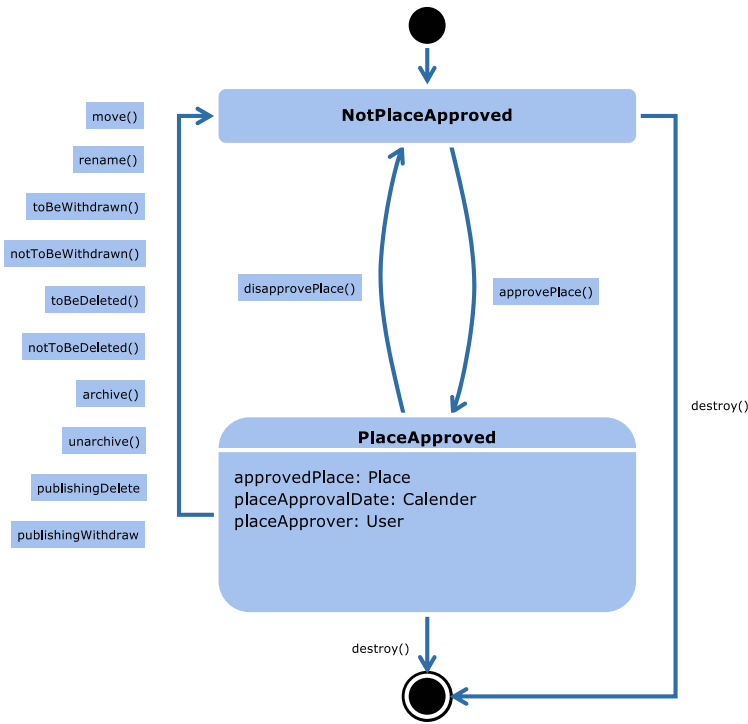 NotPlaceApproved
move()
rename()
toBeWithdrawn()
notToBeWithdrawn()
toBeDeleted()
notToBeDeleted()
archive()
unarchive()
publishingDelete
publishingWithdraw
disapprovePlace()
approvePlace()
destroy()
PlaceApproved
approvedPlace: Place
placeApprovalDate: Calender
placeApprover: User
destroy()